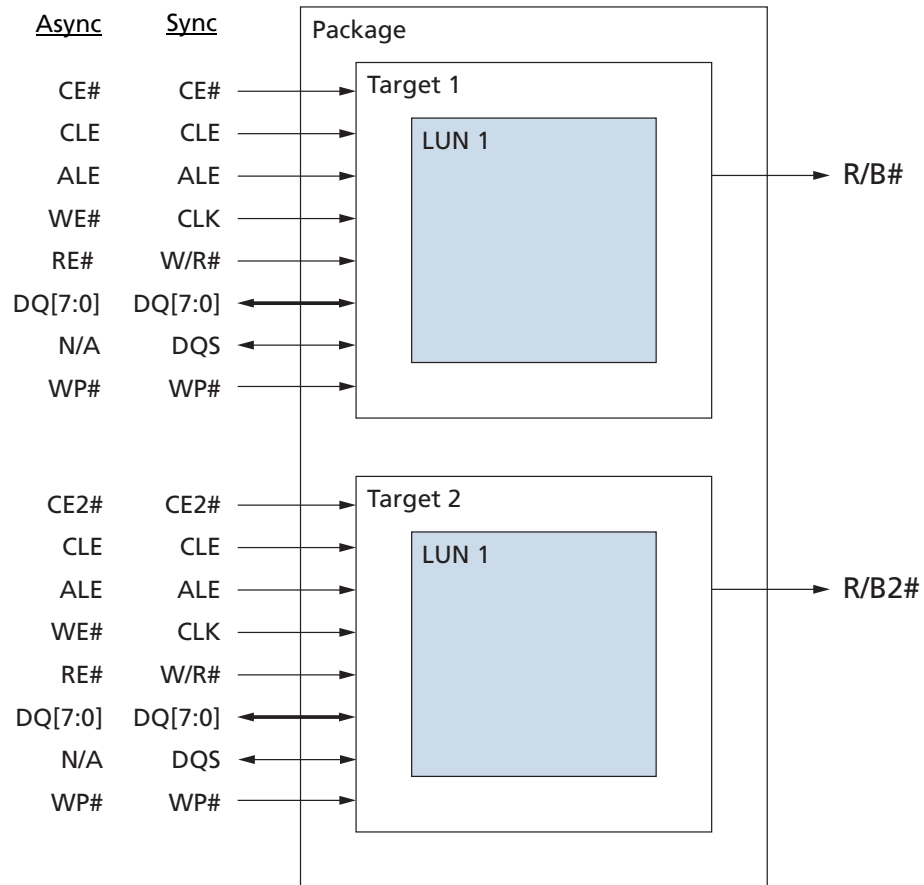 Async Sync
Package
Target 1
CE# CE#
LUN 1
CLE CLE
ALE ALE
R/B#
WE# CLK
RE# W/R#
DQ[7:0] DQ[7:0]
N/A DQS
WP# WP#
Target 2
CE2# CE2#
LUN 1
CLE CLE
ALE ALE
R/B2#
WE# CLK
RE# W/R#
DQ[7:0] DQ[7:0]
N/A DQS
WP# WP#